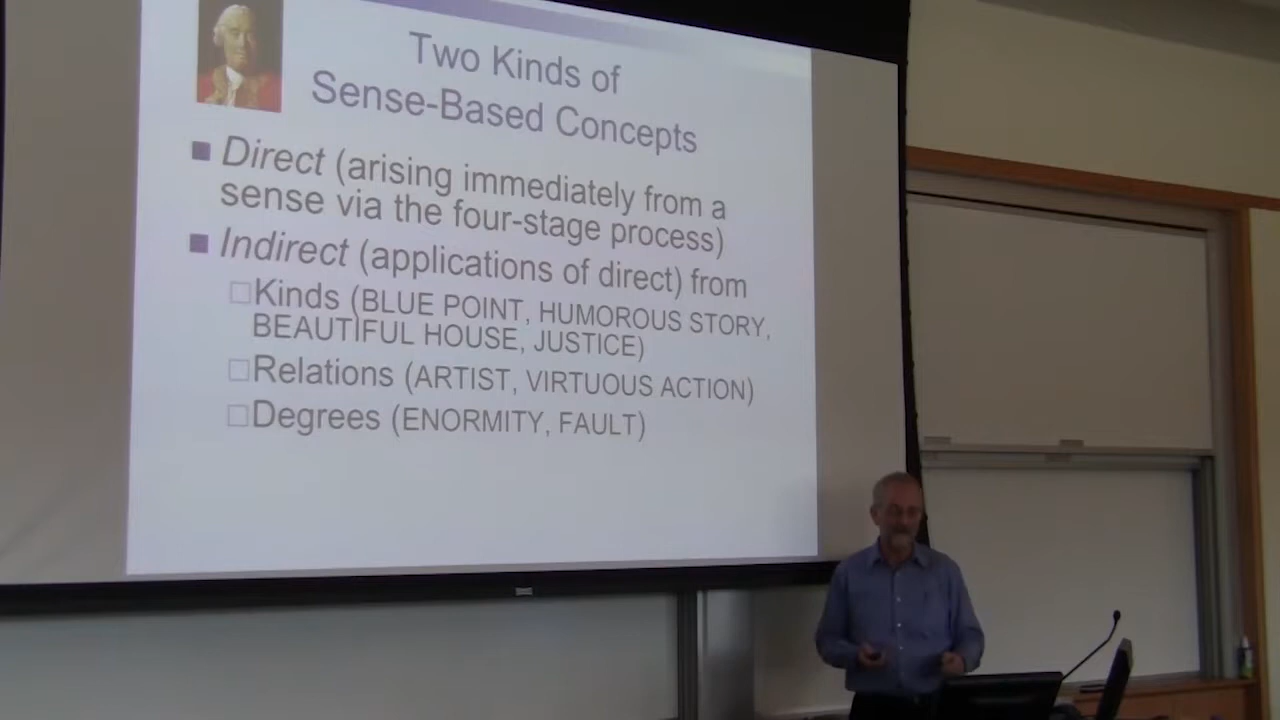 Two Kinds of
Sense-Based Concepts
Direct (arising immediately from a
sense via the four-stage process)
Indirect (applications of direct) from
Kinds (BLUE POINT, HUMOROUS STORY,
BEAUTIFUL HOUSE, JUSTICE)
Relations (ARTIST, VIRTUOUS ACTION)
Degrees (ENORMITY, FAULT)